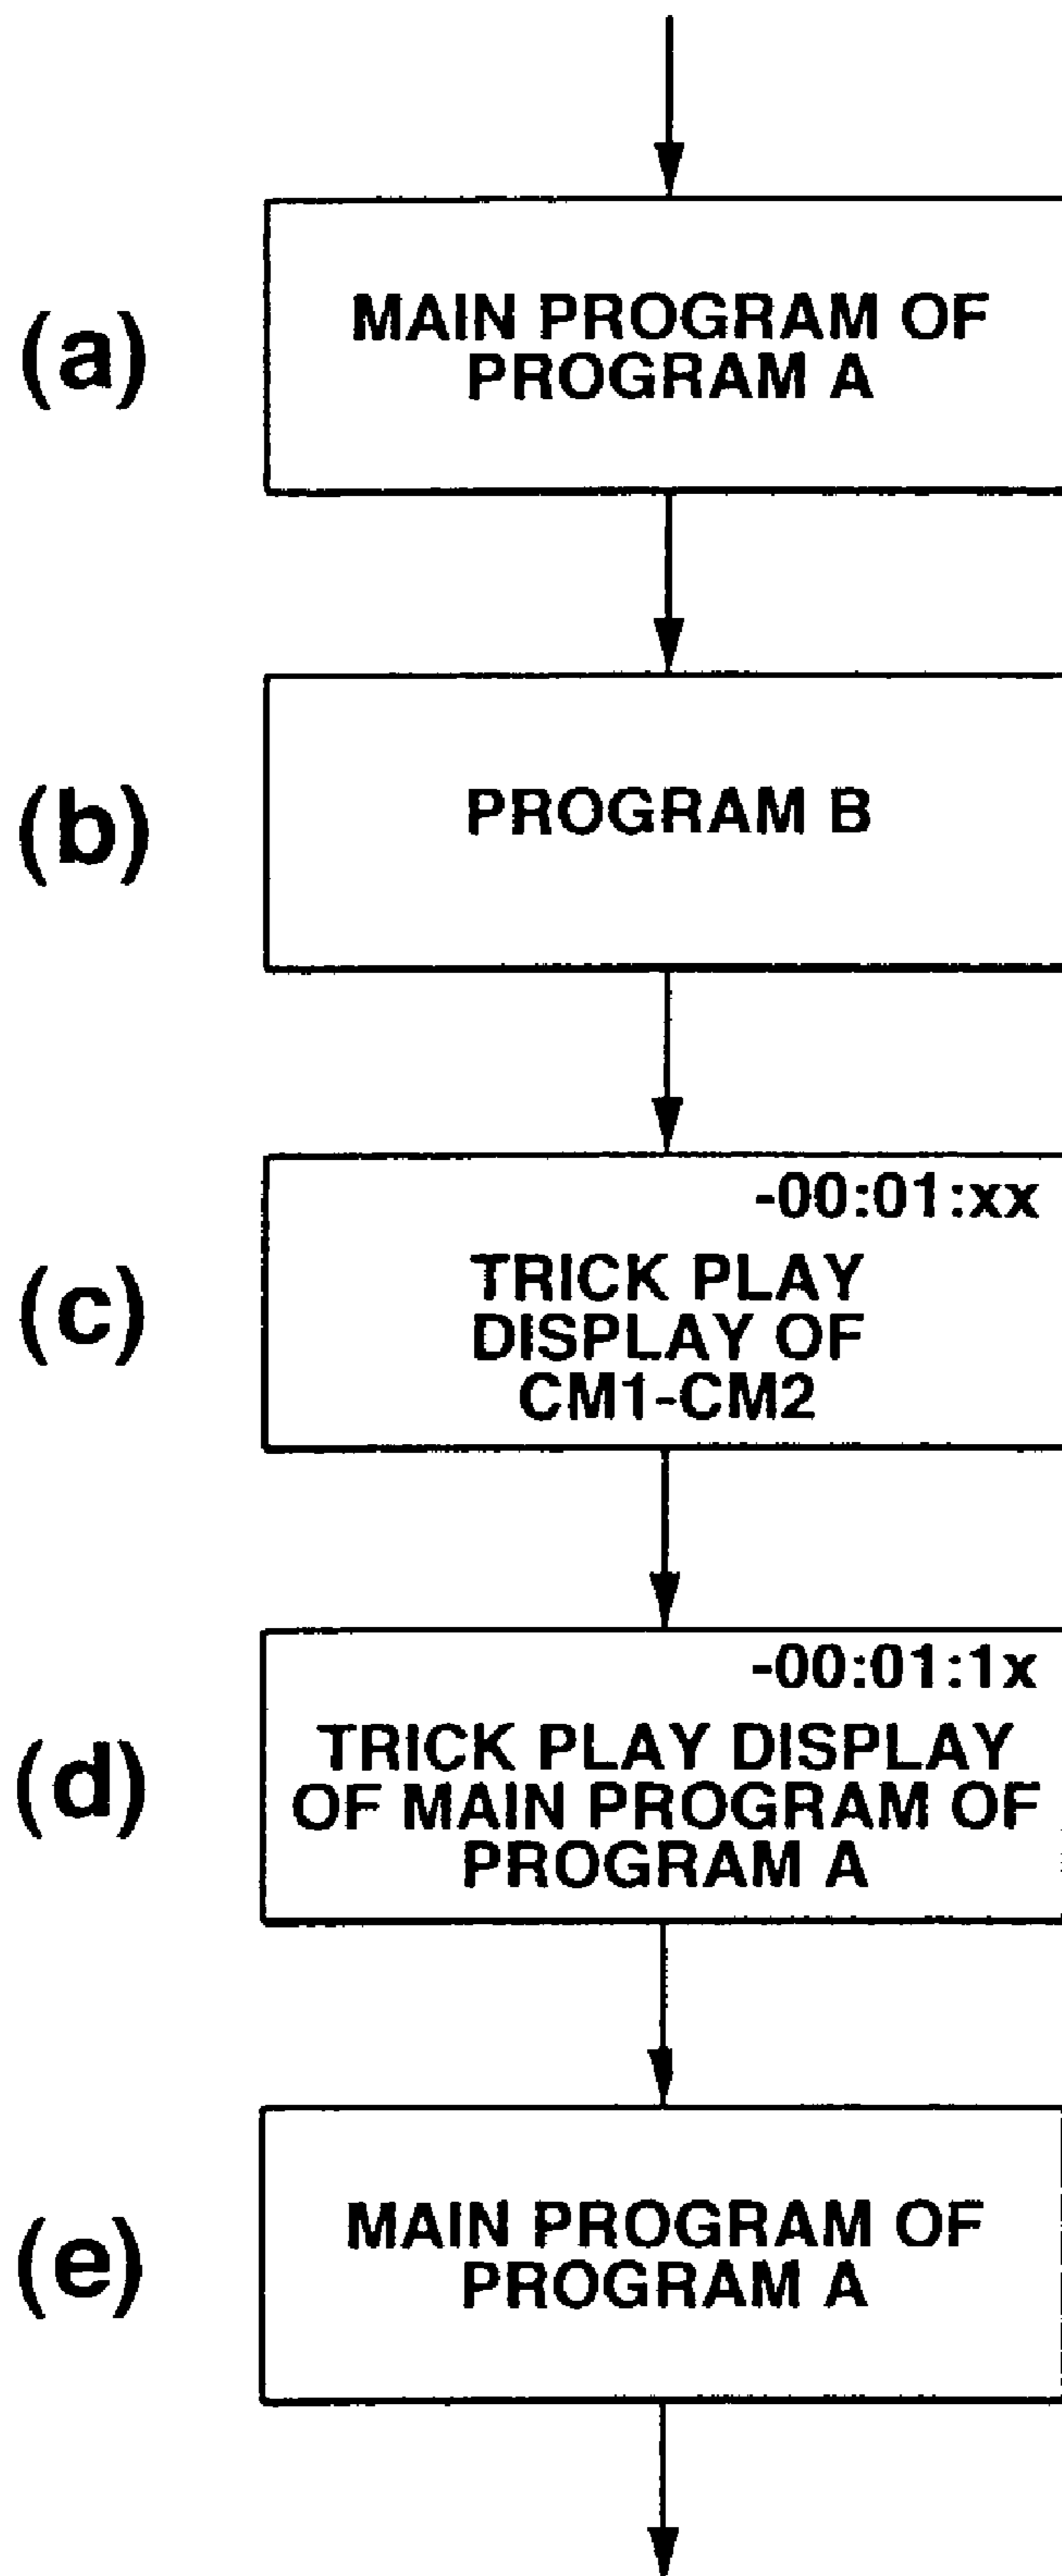 (a)
MAIN PROGRAM OF
PROGRAM A
(b)
PROGRAM B
(c)
-00:01:xx
TRICK PLAY
DISPLAY OF
CM1-CM2
(d)
-00:01:1x
TRICK PLAY DISPLAY
OF MAIN PROGRAM OF
PROGRAM A
(e)
MAIN PROGRAM OF
PROGRAM A